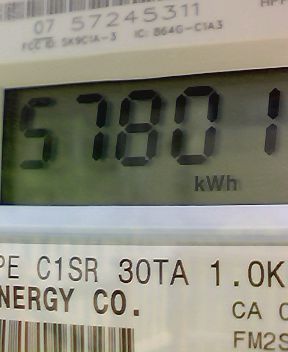 07 57245311
FCC ID: SK9C1A-3 IC: 864G-C1A3
57801
kWh
PE C1SR 30TA 1.0K
NERGY CO.
CA
FM2S